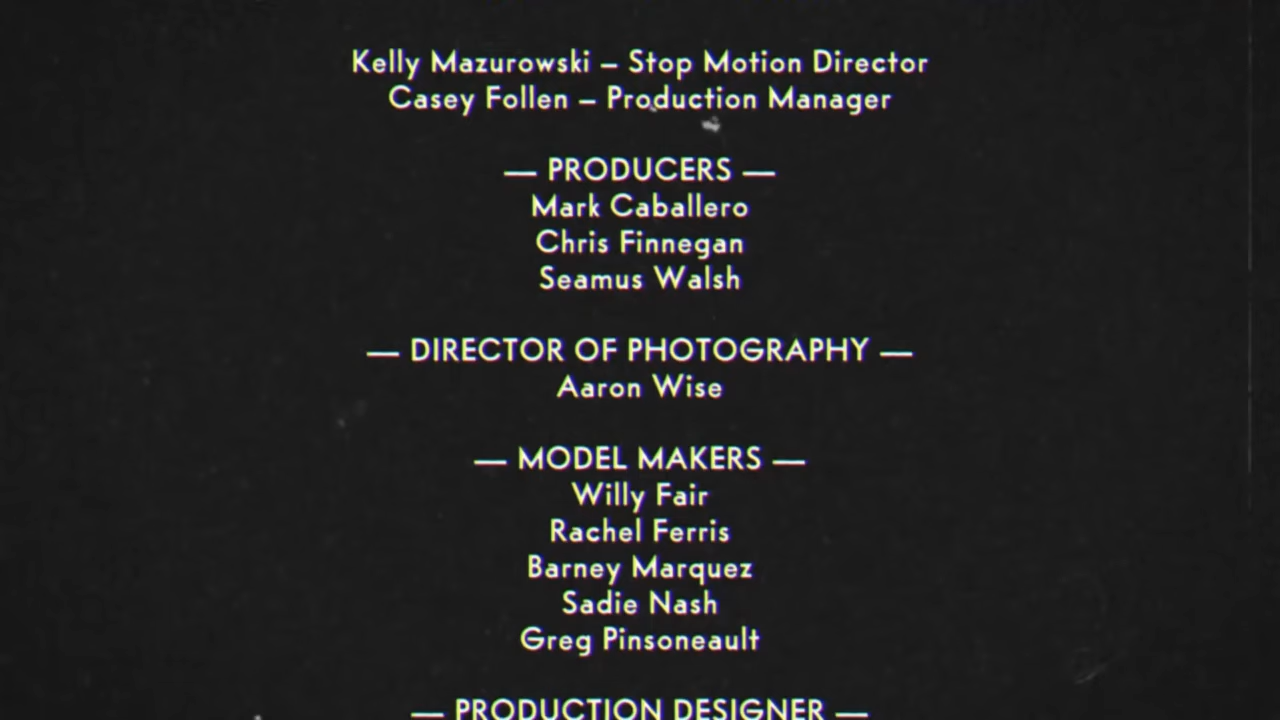 Kelly Mazurowski – Stop Motion Director
Casey Follen – Production Manager
— PRODUCERS —
Mark Caballero
Chris Finnegan
Seamus Walsh
— DIRECTOR OF PHOTOGRAPHY —
Aaron Wise
— MODEL MAKERS —
Willy Fair
Rachel Ferris
Barney Marquez
Sadie Nash
Greg Pinsoneault
— PRODUCTION DESIGNER —